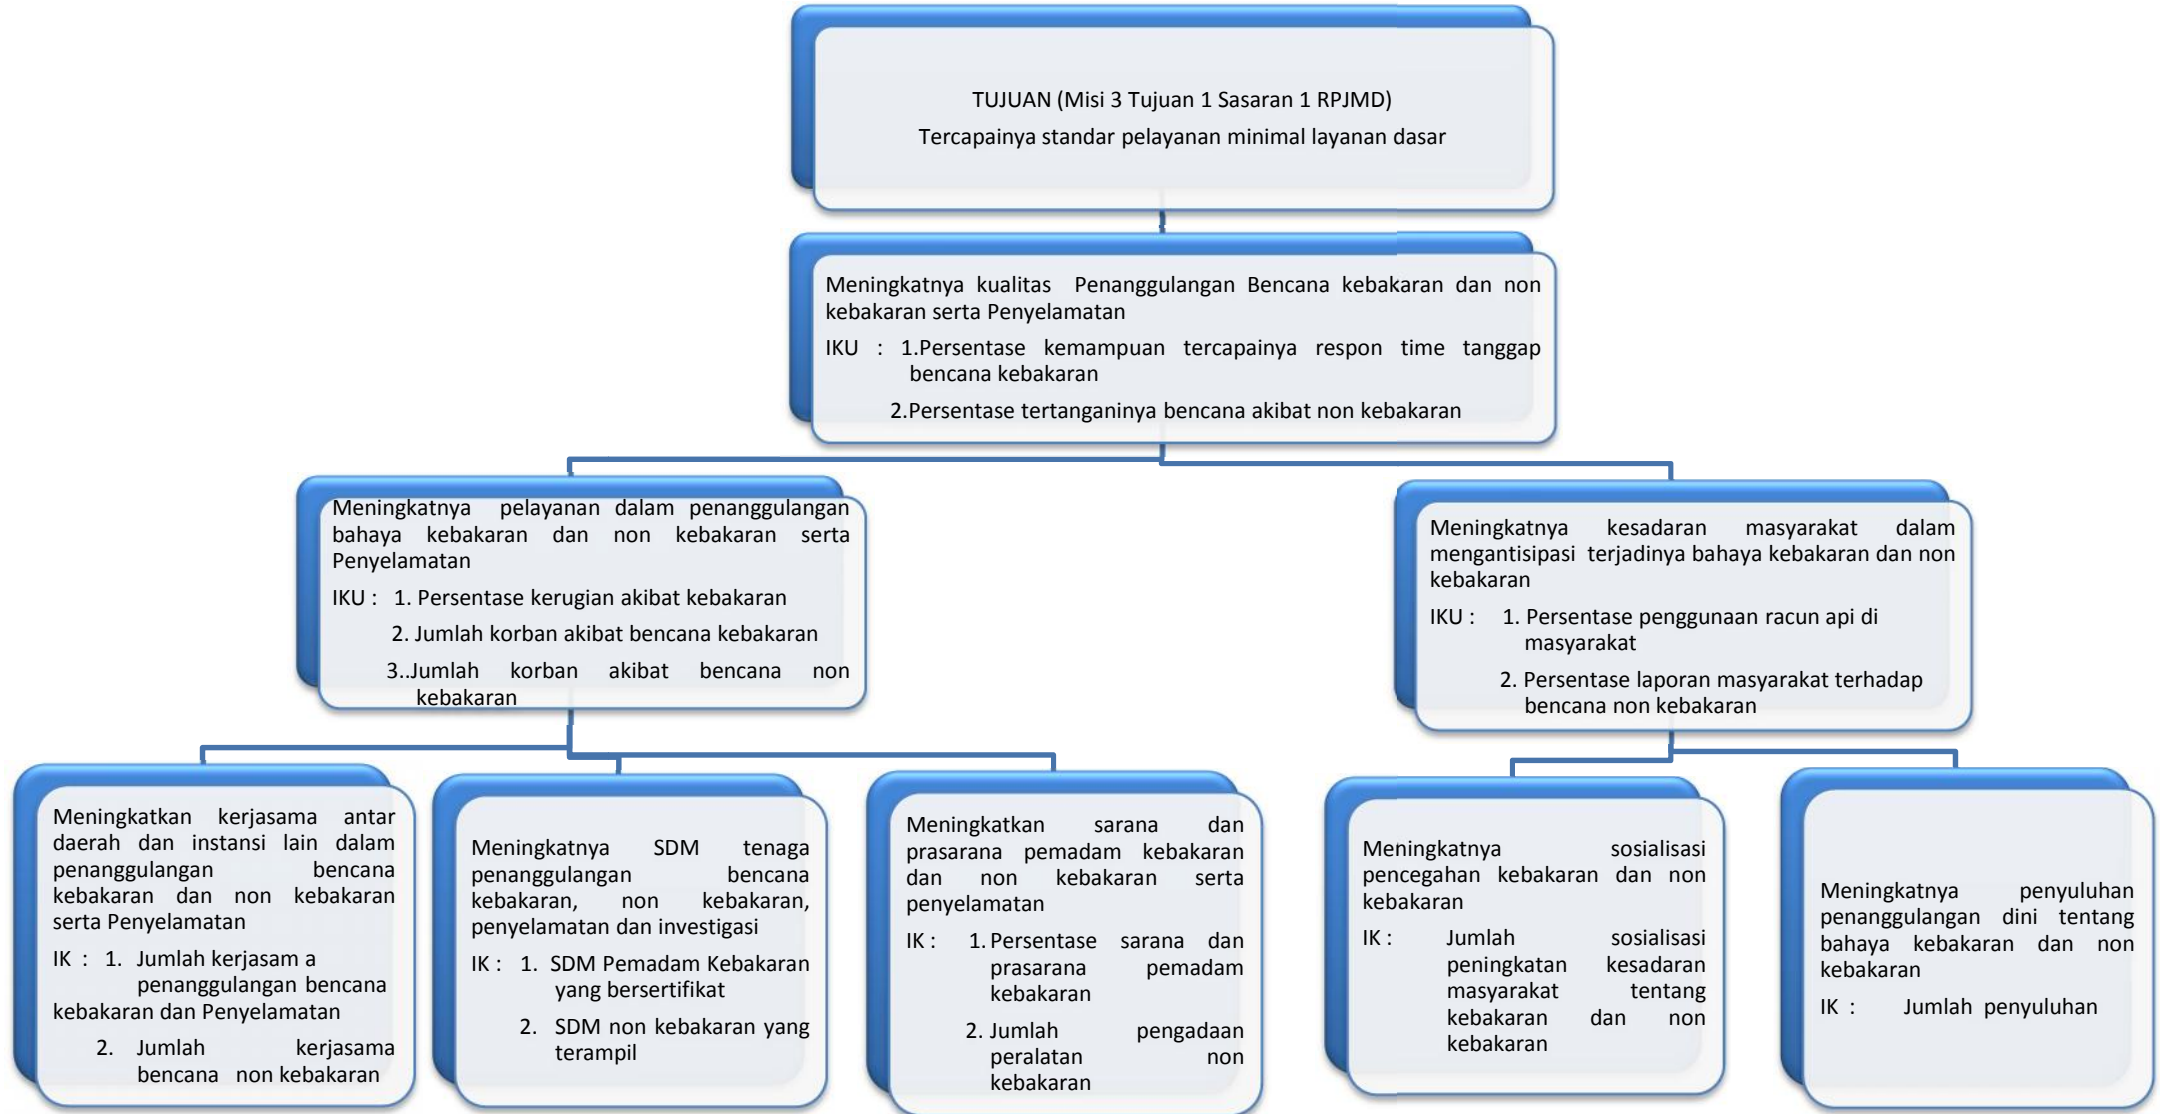 TUJUAN (Misi 3 Tujuan 1 Sasaran 1 RPJMD)
Tercapainya standar pelayanan minimal layanan dasar
Meningkatnya kualitas Penanggulangan Bencana kebakaran dan non
kebakaran serta Penyelamatan
IKU : 1.Persentase kemampuan tercapainya respon time tanggap
bencana kebakaran
2.Persentase tertanganinya bencana akibat non kebakaran
Meningkatnya pelayanan dalam penanggulangan
bahaya kebakaran dan non kebakaran serta
Penyelamatan
IKU : 1. Persentase kerugian akibat kebakaran
2. Jumlah korban akibat bencana kebakaran
3..Jumlah korban akibat bencana non
kebakaran
Meningkatnya kesadaran masyarakat dalam
mengantisipasi terjadinya bahaya kebakaran dan non
kebakaran
IKU : 1. Persentase penggunaan racun api di
masyarakat
2. Persentase laporan masyarakat terhadap
bencana non kebakaran
Meningkatkan kerjasama antar
daerah dan instansi lain dalam
penanggulangan bencana
kebakaran dan non kebakaran
serta Penyelamatan
IK : 1. Jumlah kerjasam a
penanggulangan bencana
kebakaran dan Penyelamatan
2. Jumlah kerjasama
bencana non kebakaran
Meningkatnya SDM tenaga
penanggulangan bencana
kebakaran, non kebakaran,
penyelamatan dan investigasi
IK : 1. SDM Pemadam Kebakaran
yang bersertifikat
2. SDM non kebakaran yang
terampil
Meningkatkan sarana dan
prasarana pemadam kebakaran
dan non kebakaran serta
penyelamatan
IK : 1. Persentase sarana dan
prasarana pemadam
kebakaran
2. Jumlah pengadaan
peralatan non
kebakaran
Meningkatnya sosialisasi
pencegahan kebakaran dan non
kebakaran
IK : Jumlah sosialisasi
peningkatan kesadaran
masyarakat tentang
kebakaran dan non
kebakaran
Meningkatnya penyuluhan
penanggulangan dini tentang
bahaya kebakaran dan non
kebakaran
IK : Jumlah penyuluhan